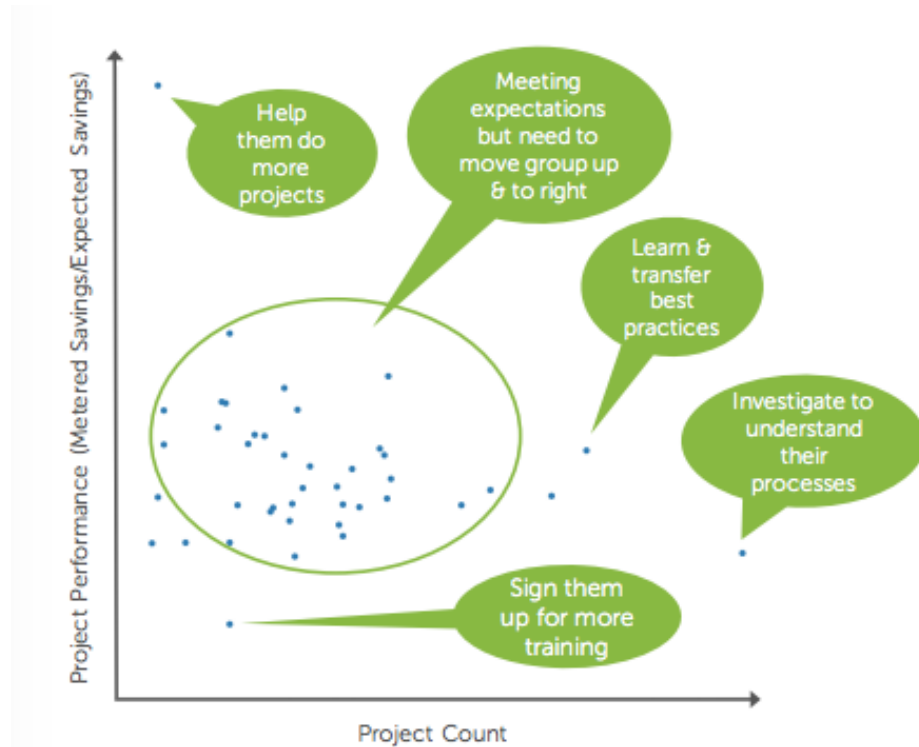 Project Performance (Metered Savings/Expected Savings)
Help
them do
more
projects
Meeting
expectations
but need to
move group up
& to right
Learn &
transfer
best
practices
Investigate to
understand
their
processes
Sign them
up for more
training
Project Count